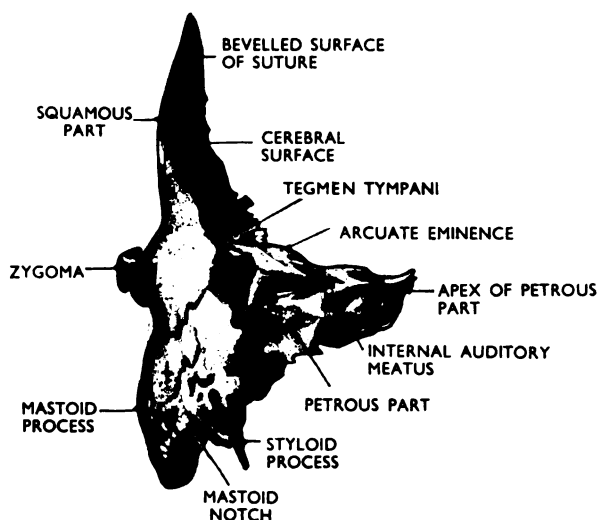 BEVELLED SURFACE
OF SUTURE
SQUAMOUS
PART
CEREBRAL
SURFACE
TEGMEN TYMPANI
ARCUATE EMINENCE
ZYGOMA
APEX OF PETROUS
PART
INTERNAL AUDITORY
MEATUS
PETROUS PART
MASTOID
PROCESS
STYLOID
PROCESS
MASTOID
NOTCH